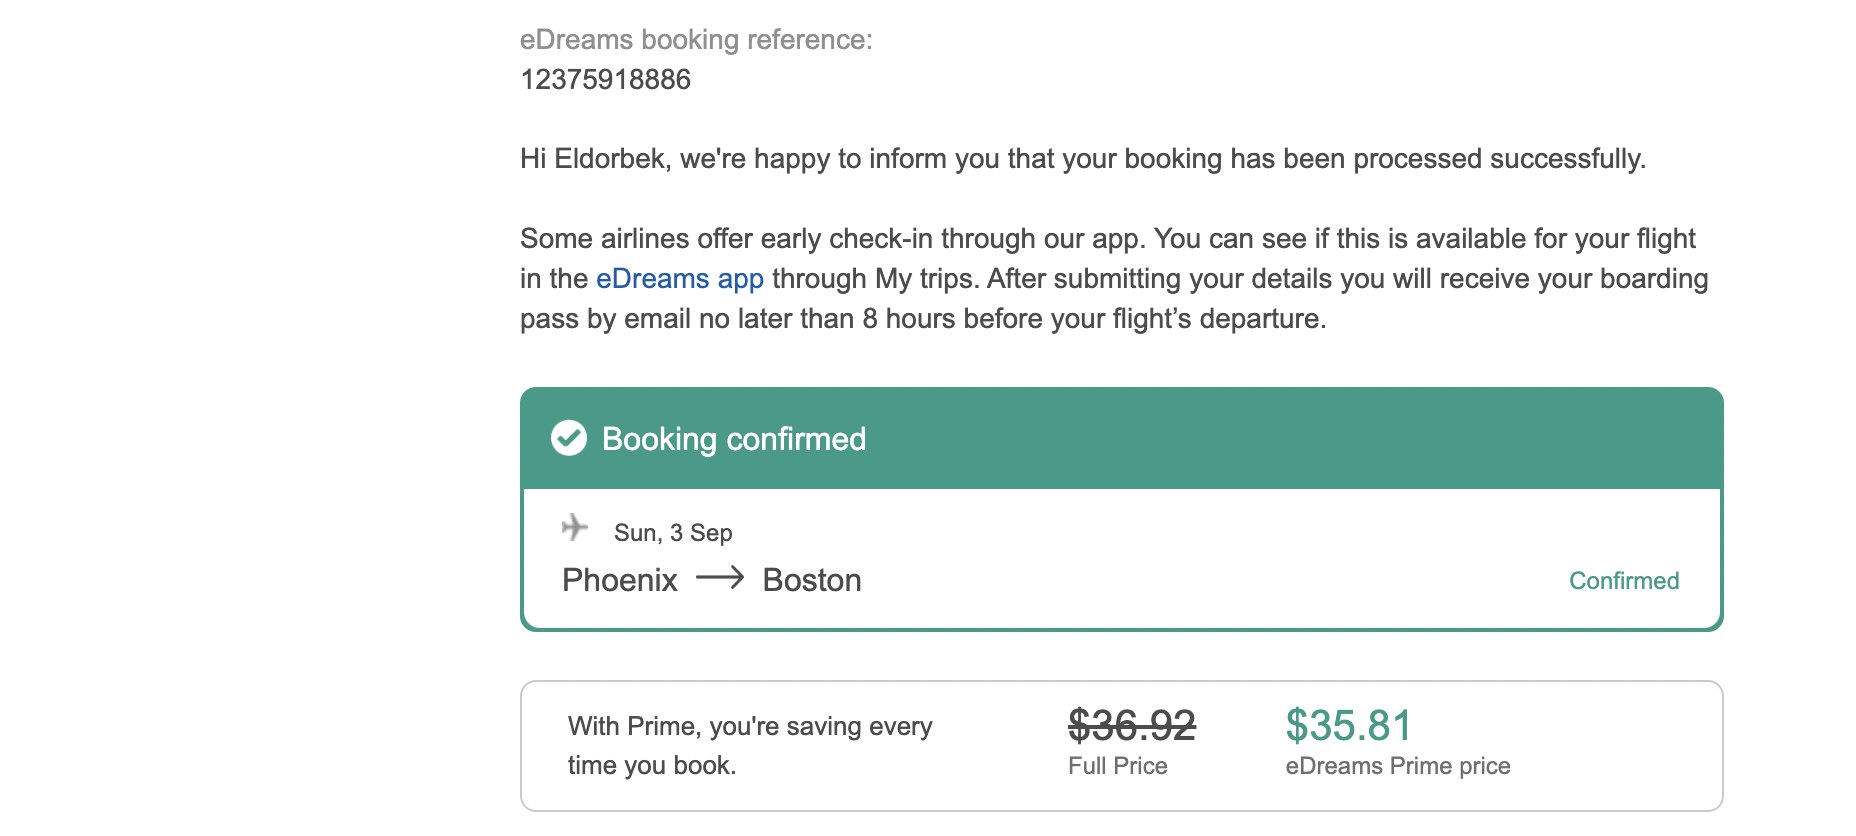 eDreams booking reference:
12375918886
Hi Eldorbek, we're happy to inform you that your booking has been processed successfully.
Some airlines offer early check-in through our app. You can see if this is available for your flight
in the eDreams app through My trips. After submitting your details you will receive your boarding
pass by email no later than 8 hours before your flight’s departure.
Booking confirmed
Sun, 3 Sep
Phoenix → Boston
Confirmed
With Prime, you're saving every
time you book.
$36.92
Full Price
$35.81
eDreams Prime price